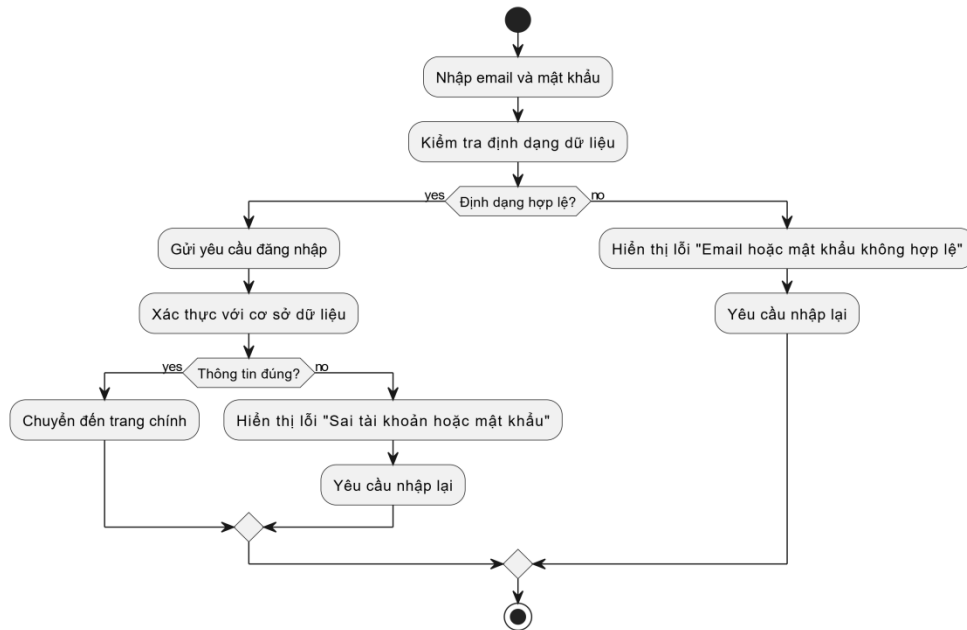 Nhập email và mật khẩu
Kiểm tra định dạng dữ liệu
yes
Định dạng hợp lệ?
no
Gửi yêu cầu đăng nhập
Hiển thị lỗi "Email hoặc mật khẩu không hợp lệ"
Xác thực với cơ sở dữ liệu
Yêu cầu nhập lại
yes
Thông tin đúng?
no
Chuyển đến trang chính
Hiển thị lỗi "Sai tài khoản hoặc mật khẩu"
Yêu cầu nhập lại